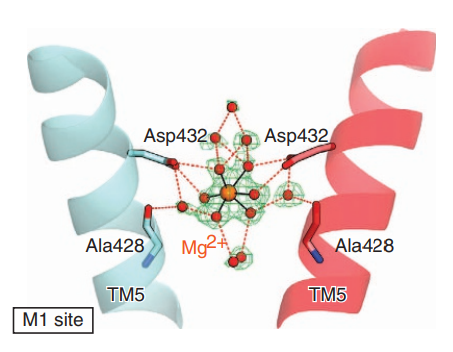 Asp432 Asp432
Ala428 Mg2+ Ala428
TM5 TM5
M1 site